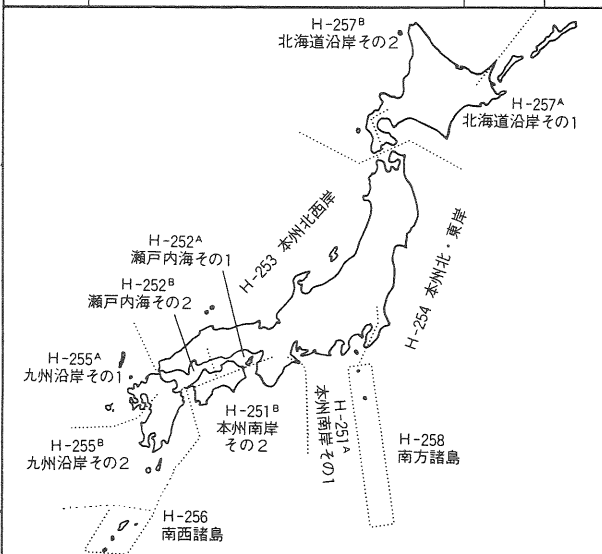 H-257ᴮ
北海道沿岸その2
H-257ᴬ
北海道沿岸その1
H-253 本州北西岸
H-254 本州北・東岸
H-252ᴬ
瀬戸内海その1
H-252ᴮ
瀬戸内海その2
H-255ᴬ
九州沿岸その1
H-251ᴮ
本州南岸
その2
H-251ᴬ
本州南岸その1
H-258
南方諸島
H-255ᴮ
九州沿岸その2
H-256
南西諸島